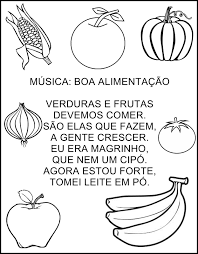 MÚSICA: BOA ALIMENTAÇÃO
VERDURAS E FRUTAS
DEVEMOS COMER.
SÃO ELAS QUE FAZEM,
A GENTE CRESCER.
EU ERA MAGRINHO,
QUE NEM UM CIPÓ.
AGORA ESTOU FORTE,
TOMEI LEITE EM PÓ.